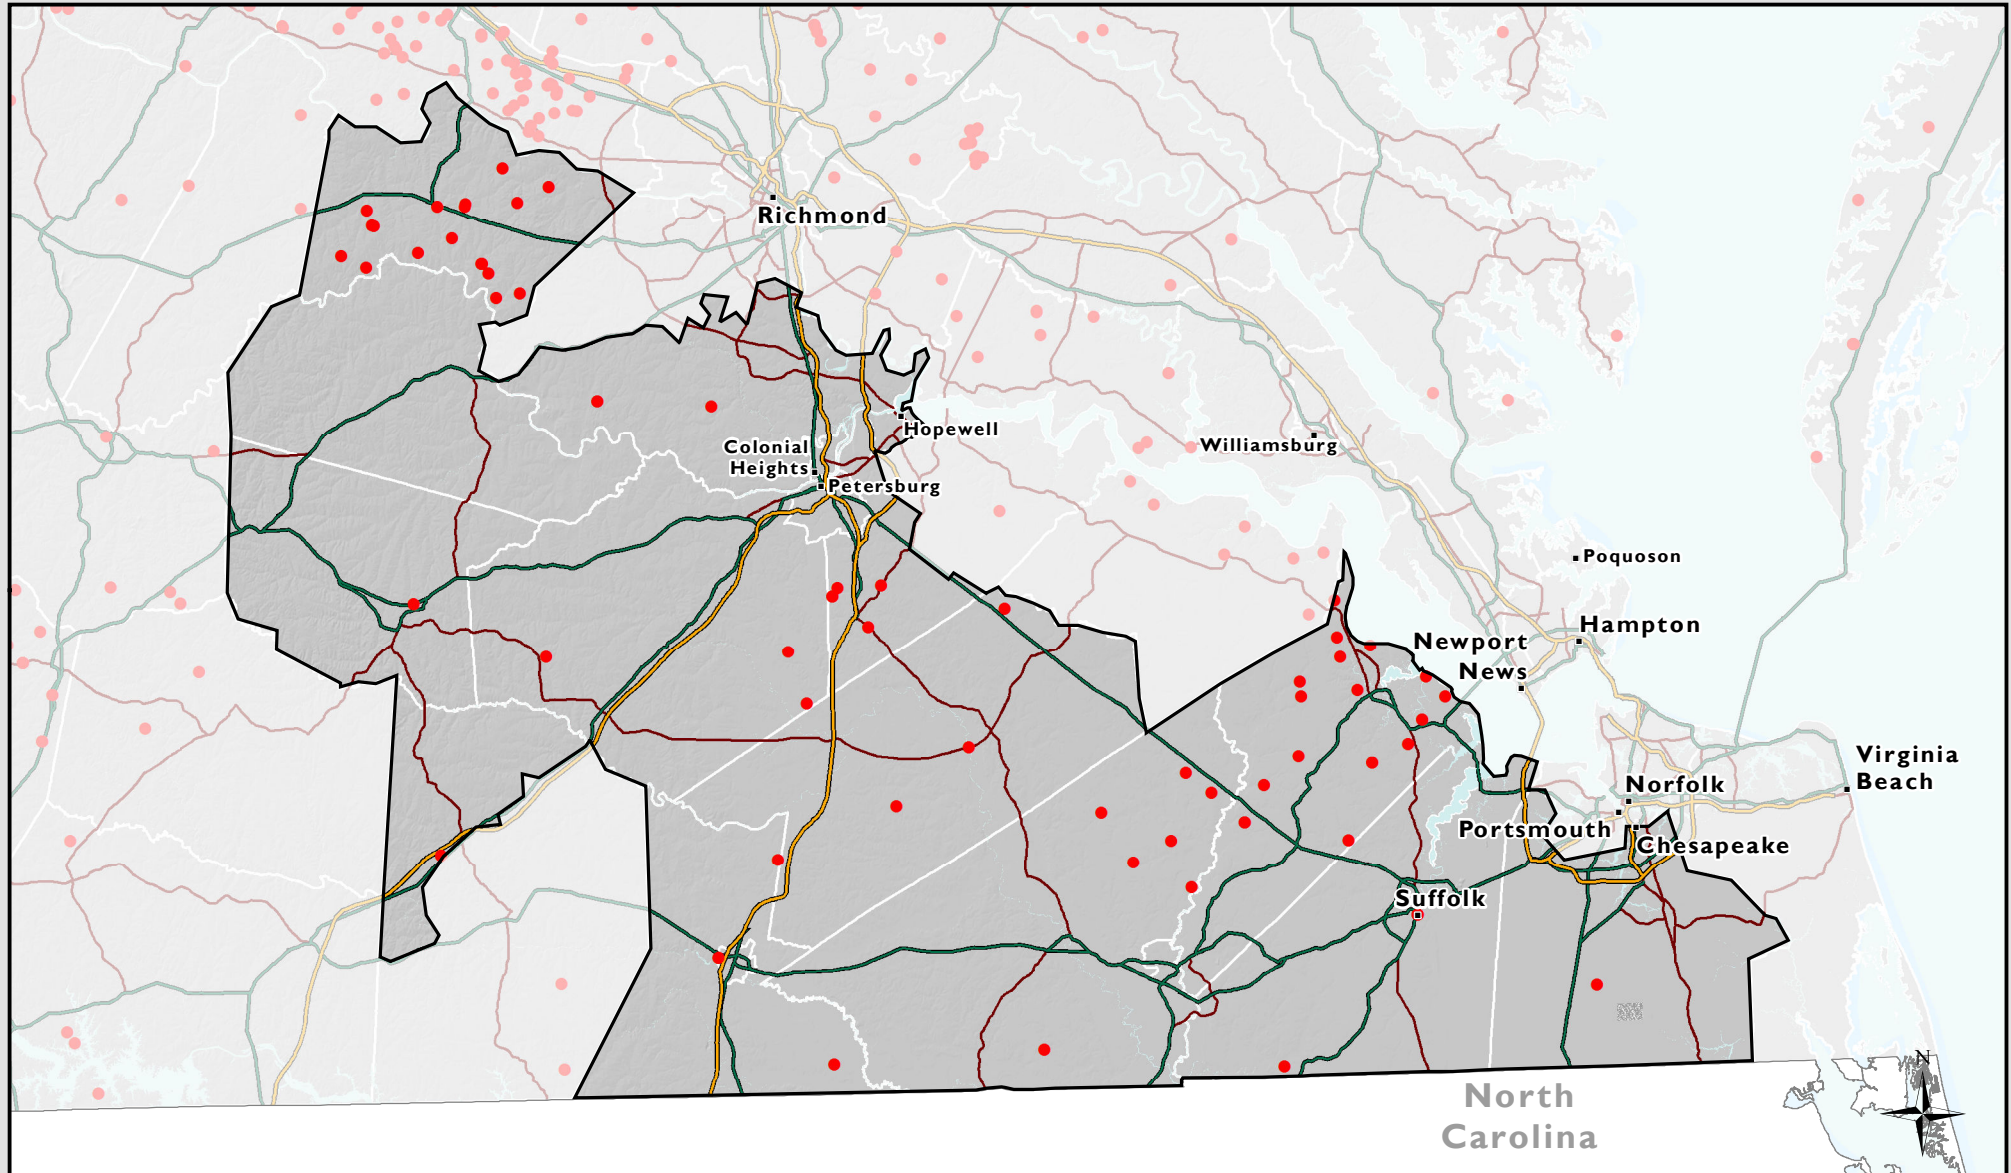 Richmond
Hopewell
Colonial
Heights
Williamsburg
Petersburg
Poquoson
Hampton
Newport
News
Virginia
Beach
Norfolk
Portsmouth
Chesapeake
Suffolk
N
North
Carolina